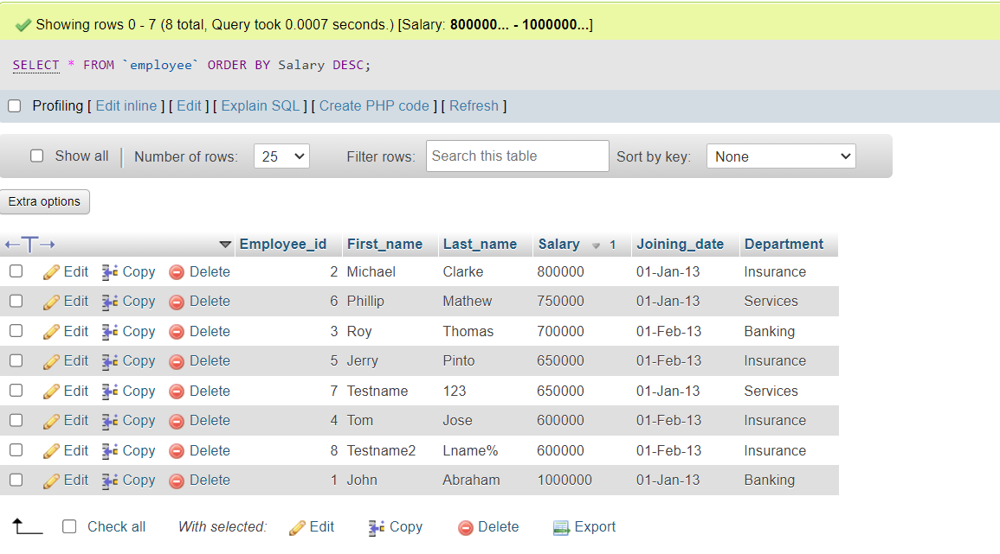 Showing rows 0 - 7 (8 total, Query took 0.0007 seconds.) [Salary: 800000... - 1000000...]
SELECT * FROM `employee` ORDER BY Salary DESC;
Profiling [ Edit inline ] [ Edit ] [ Explain SQL ] [ Create PHP code ] [ Refresh ]
Show all Number of rows: 25 Filter rows: Search this table Sort by key: None
Extra options
Employee_id First_name Last_name Salary 1 Joining_date Department
Edit Copy Delete 2 Michael Clarke 800000 01-Jan-13 Insurance
Edit Copy Delete 6 Phillip Mathew 750000 01-Jan-13 Services
Edit Copy Delete 3 Roy Thomas 700000 01-Feb-13 Banking
Edit Copy Delete 5 Jerry Pinto 650000 01-Feb-13 Insurance
Edit Copy Delete 7 Testname 123 650000 01-Jan-13 Services
Edit Copy Delete 4 Tom Jose 600000 01-Feb-13 Insurance
Edit Copy Delete 8 Testname2 Lname% 600000 01-Feb-13 Insurance
Edit Copy Delete 1 John Abraham 1000000 01-Jan-13 Banking
Check all With selected: Edit Copy Delete Export